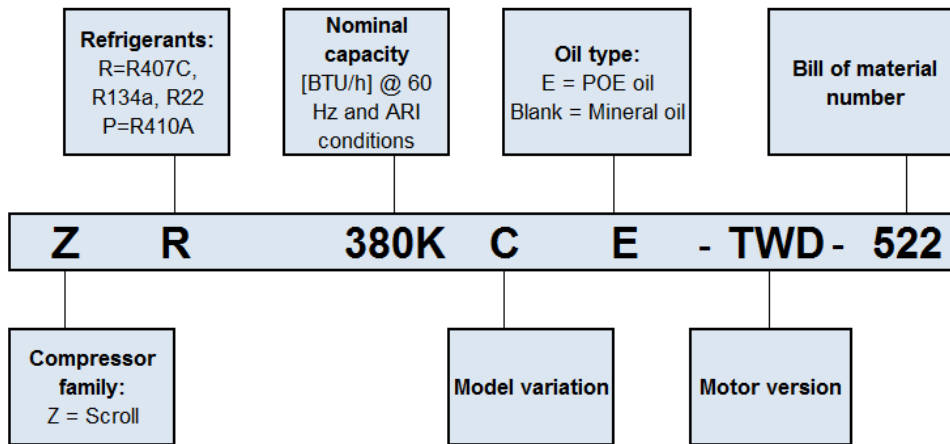 Refrigerants:
R=R407C,
R134a, R22
P=R410A
Nominal
capacity
[BTU/h] @ 60
Hz and ARI
conditions
Oil type:
E = POE oil
Blank = Mineral oil
Bill of material
number
Z R 380K C E - TWD - 522
Compressor
family:
Z = Scroll
Model variation
Motor version